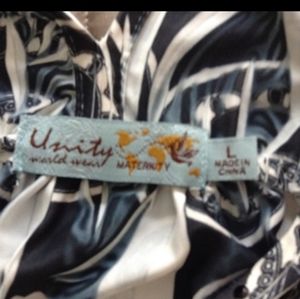 Unity
world wear
MATERNITY
L
MADE IN
CHINA